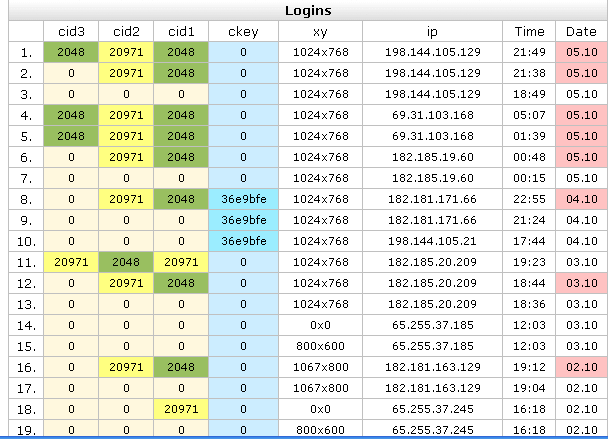 Logins
cid3 cid2 cid1 ckey xy ip Time Date
1. 2048 20971 2048 0 1024x768 198.144.105.129 21:49 05.10
2. 0 20971 2048 0 1024x768 198.144.105.129 21:38 05.10
3. 0 0 0 0 1024x768 198.144.105.129 18:49 05.10
4. 2048 20971 2048 0 1024x768 69.31.103.168 05:07 05.10
5. 2048 20971 2048 0 1024x768 69.31.103.168 01:39 05.10
6. 0 20971 2048 0 1024x768 182.185.19.60 00:48 05.10
7. 0 0 0 0 1024x768 182.185.19.60 00:15 05.10
8. 0 20971 2048 36e9bfe 1024x768 182.181.171.66 22:55 04.10
9. 0 0 0 36e9bfe 1024x768 182.181.171.66 21:24 04.10
10. 0 0 0 36e9bfe 1024x768 198.144.105.21 17:44 04.10
11. 20971 2048 20971 0 1024x768 182.185.20.209 19:23 03.10
12. 0 20971 2048 0 1024x768 182.185.20.209 18:44 03.10
13. 0 0 0 0 1024x768 182.185.20.209 18:36 03.10
14. 0 0 0 0 0x0 65.255.37.185 12:03 03.10
15. 0 0 0 0 800x600 65.255.37.185 12:03 03.10
16. 0 20971 2048 0 1067x800 182.181.163.129 19:12 02.10
17. 0 0 0 0 1067x800 182.181.163.129 19:04 02.10
18. 0 0 20971 0 0x0 65.255.37.245 16:18 02.10
19. 0 0 0 0 800x600 65.255.37.245 16:18 02.10